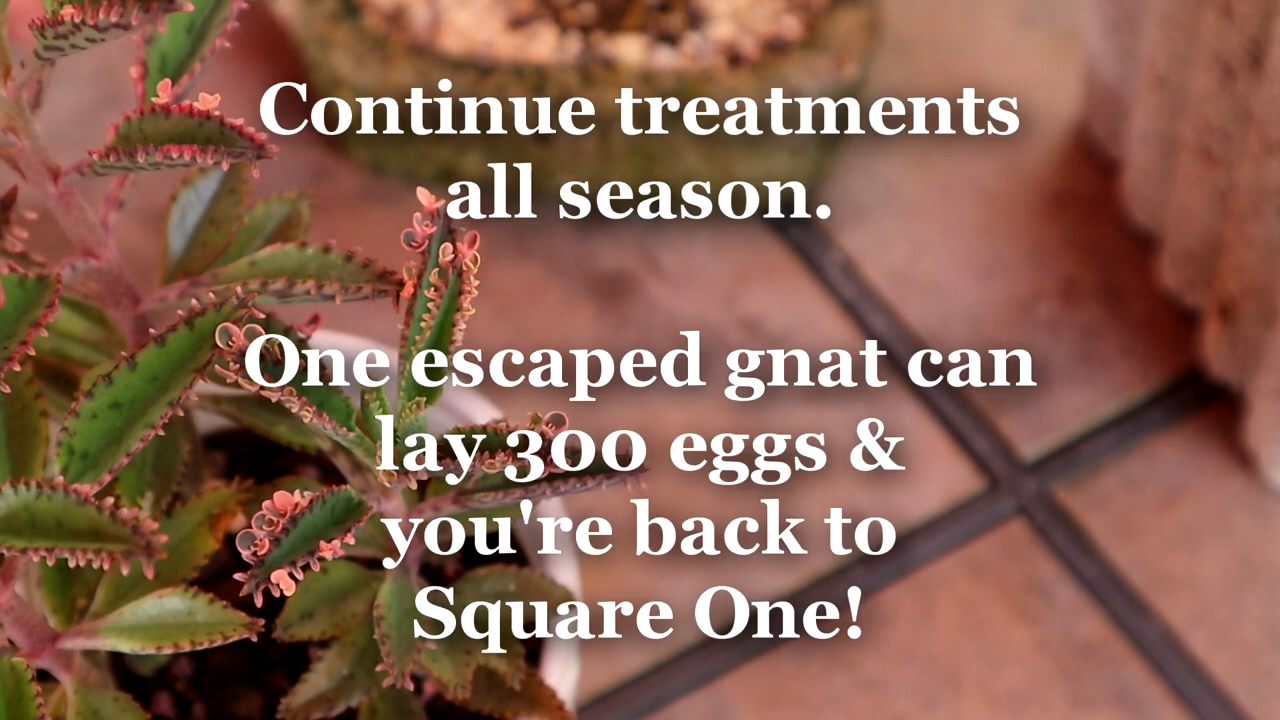 Continue treatments
all season.
One escaped gnat can
lay 300 eggs &
you're back to
Square One!